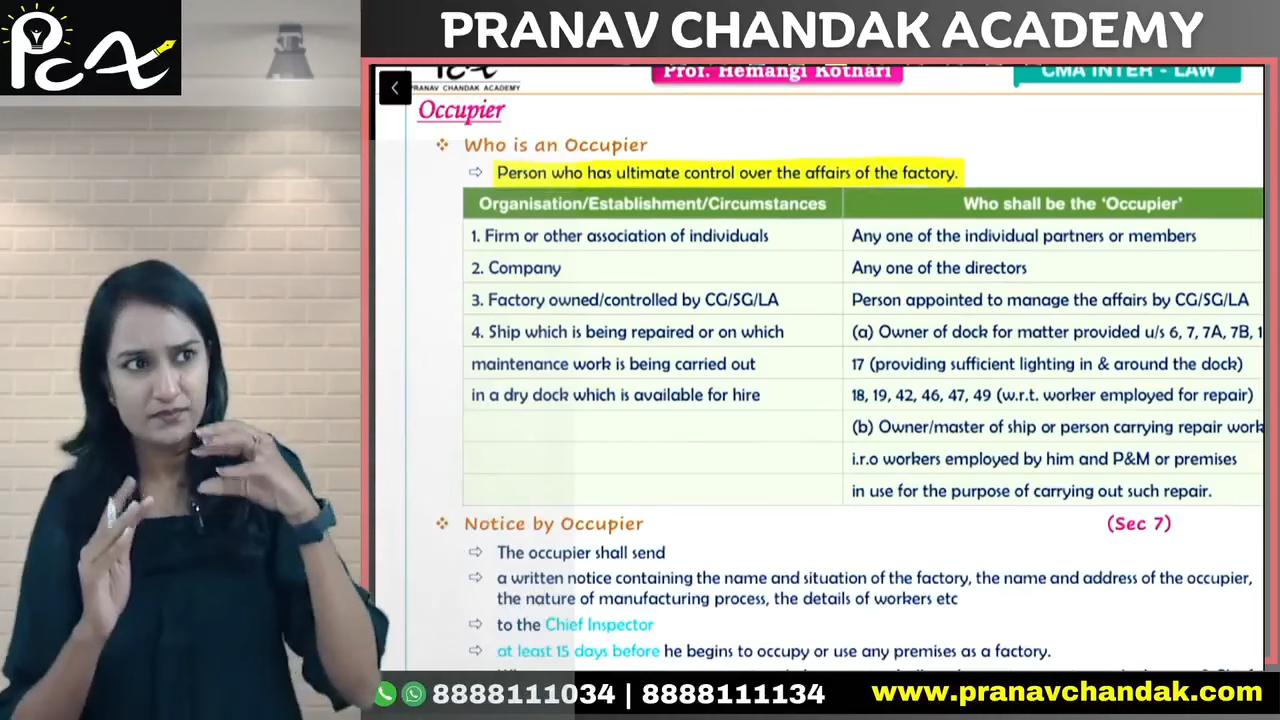 PCA
PRANAV CHANDAK ACADEMY
PRANAV CHANDAK ACADEMY
Prof. Hemangi Kothari
CMA INTER - LAW
Occupier
❖ Who is an Occupier
⇨ Person who has ultimate control over the affairs of the factory.
Organisation/Establishment/Circumstances Who shall be the ‘Occupier’
1. Firm or other association of individuals Any one of the individual partners or members
2. Company Any one of the directors
3. Factory owned/controlled by CG/SG/LA Person appointed to manage the affairs by CG/SG/LA
4. Ship which is being repaired or on which (a) Owner of dock for matter provided u/s 6, 7, 7A, 7B,
maintenance work is being carried out 17 (providing sufficient lighting in & around the dock)
in a dry dock which is available for hire 18, 19, 42, 46, 47, 49 (w.r.t. worker employed for repair)
(b) Owner/master of ship or person carrying repair work
i.r.o workers employed by him and P&M or premises
in use for the purpose of carrying out such repair.
❖ Notice by Occupier (Sec 7)
⇨ The occupier shall send
⇨ a written notice containing the name and situation of the factory, the name and address of the occupier,
the nature of manufacturing process, the details of workers etc
⇨ to the Chief Inspector
⇨ at least 15 days before he begins to occupy or use any premises as a factory.
8888111034 | 8888111134
www.pranavchandak.com